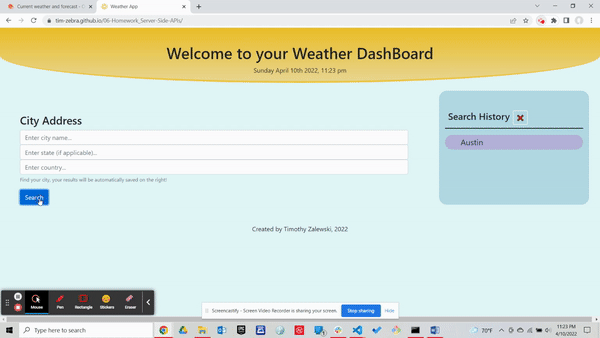 Current weather and forecast - O
Weather App
tim-zebra.github.io/06-Homework_Server-Side-APIs/
Welcome to your Weather DashBoard
Sunday April 10th 2022, 11:23 pm
City Address
Enter city name...
Enter state (if applicable)...
Enter country...
Find your city, your results will be automatically saved on the right!
Search
Search History
Austin
Created by Timothy Zalewski, 2022
Mouse
Pen
Rectangle
Stickers
Eraser
Screencastify - Screen Video Recorder is sharing your screen.
Stop sharing
Hide
Type here to search
70°F
11:23 PM
4/10/2022